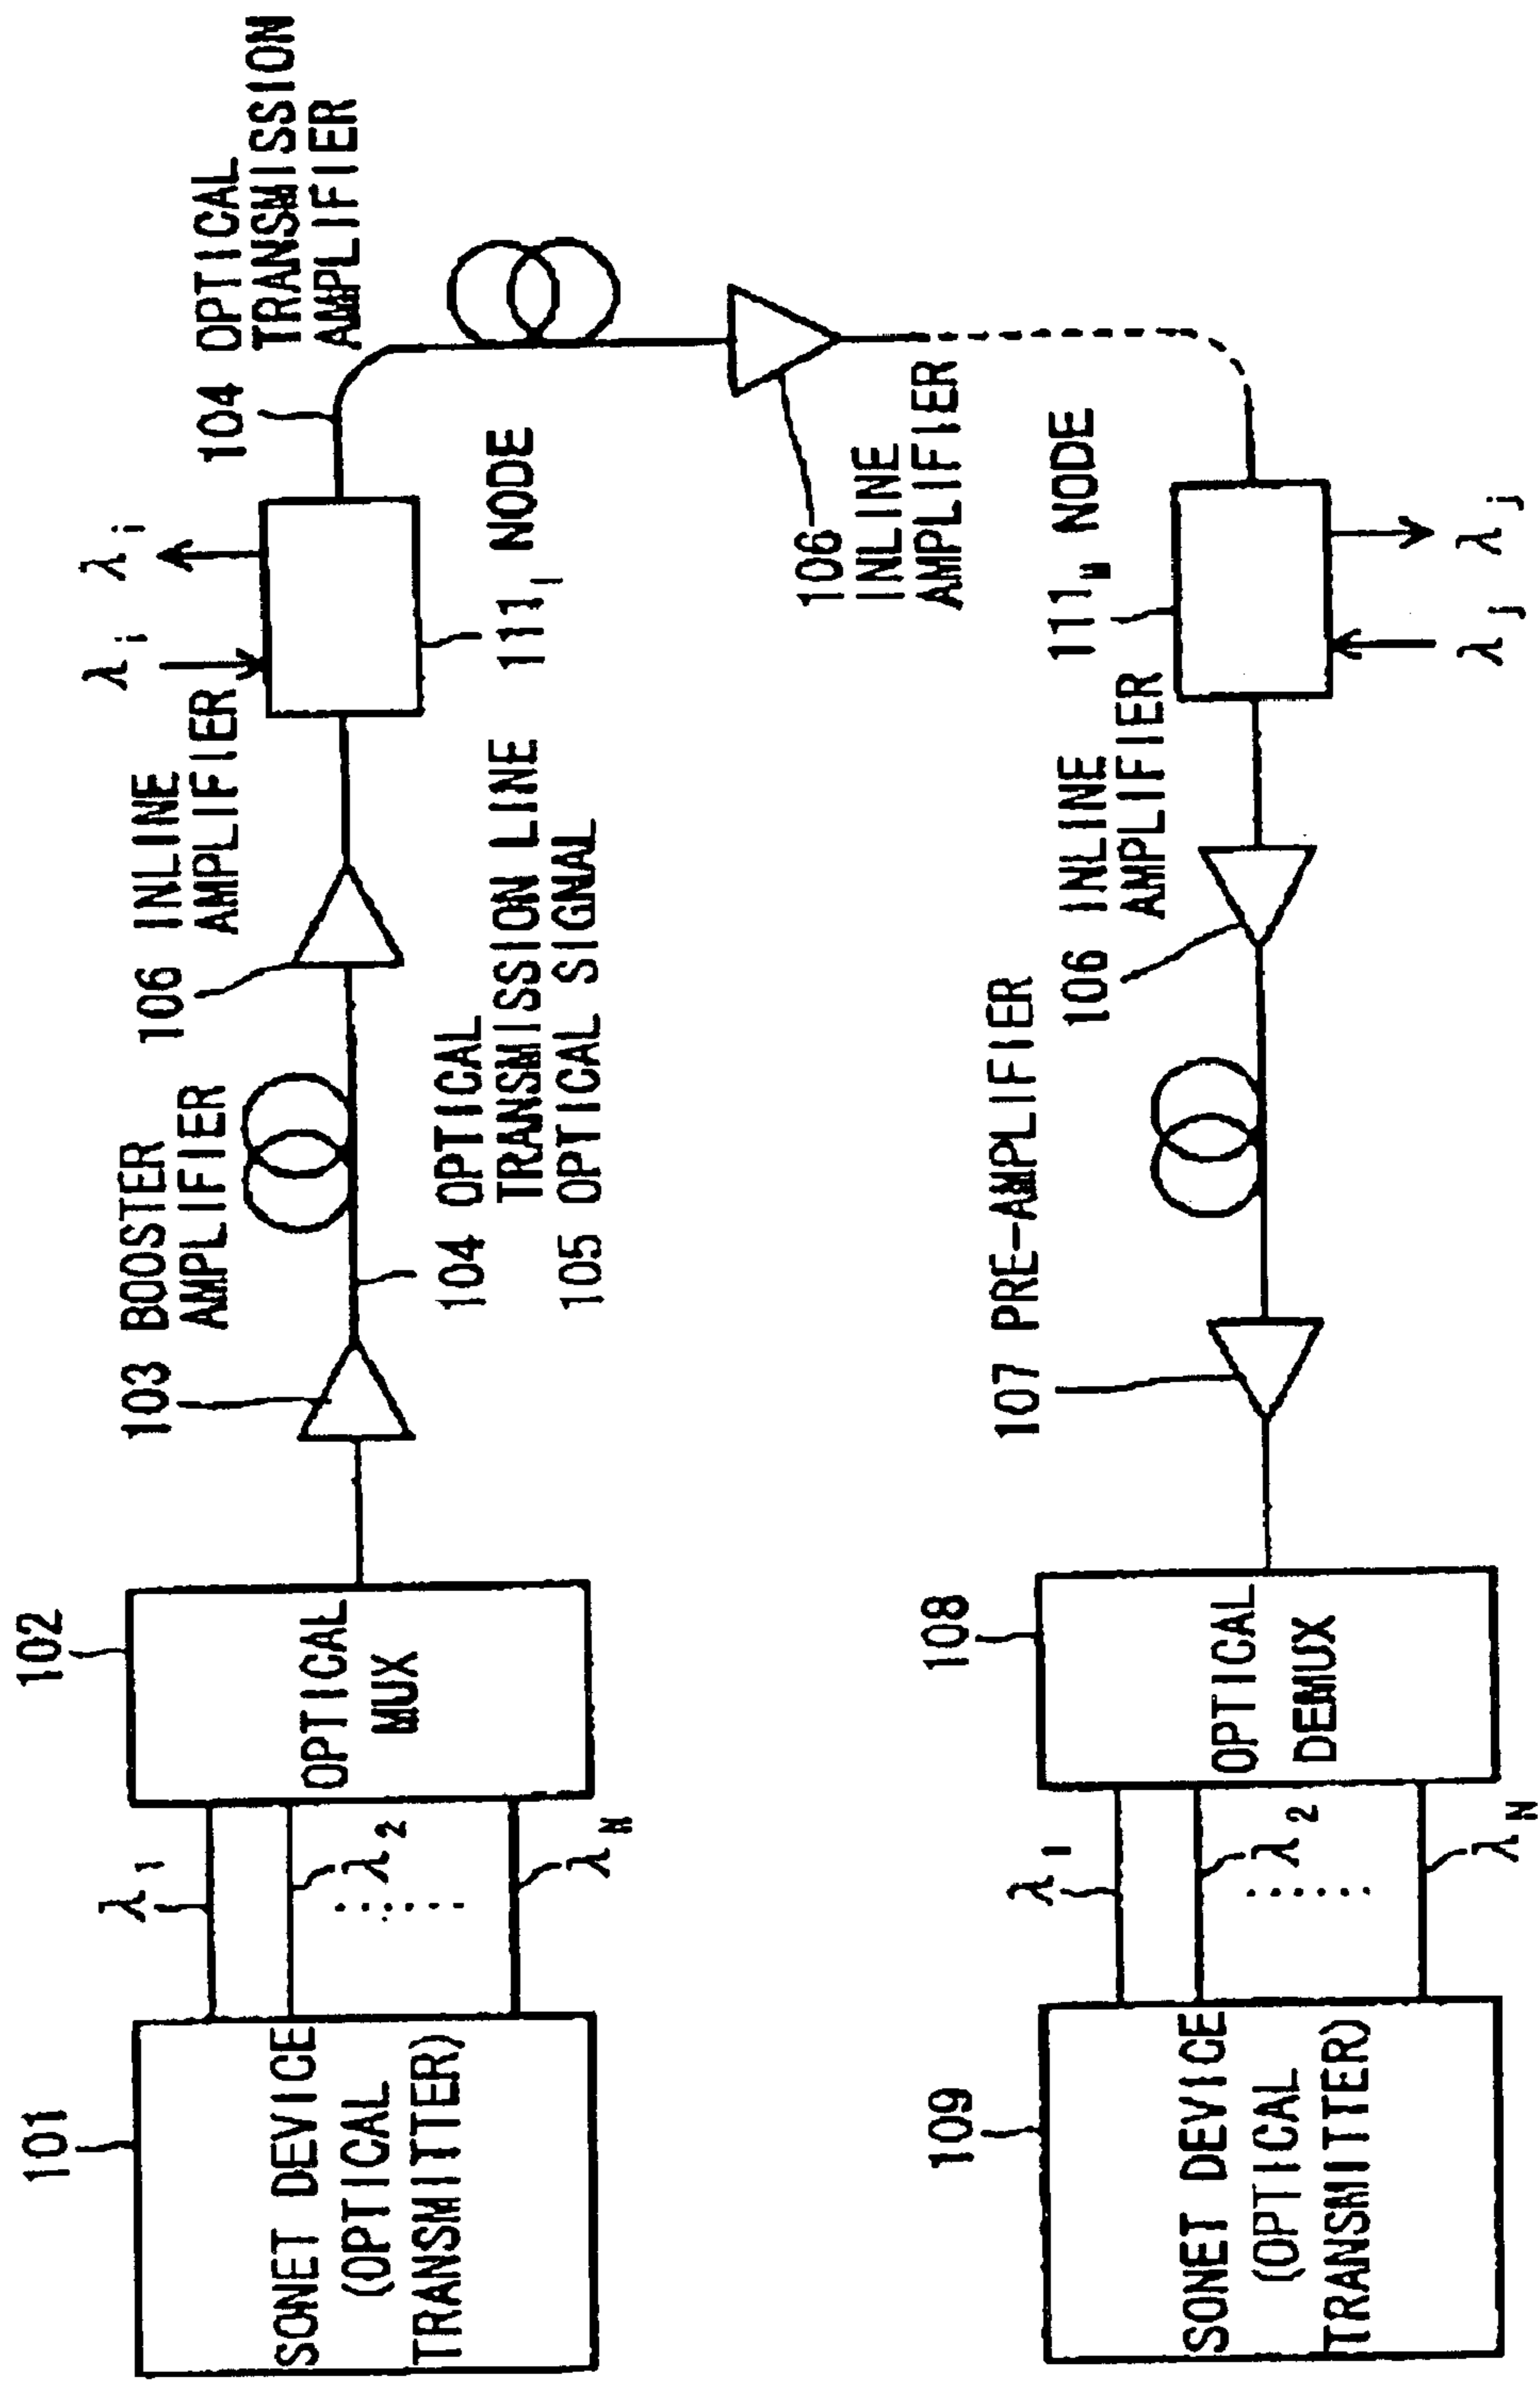 101
SONET DEVICE
(OPTICAL
TRANSMITTER)
λ1
λ2
λN
102
OPTICAL
MUX
103 BOOSTER
AMPLIFIER
104 OPTICAL
TRANSMISSION LINE
105 OPTICAL SIGNAL
106 INLINE
AMPLIFIER
λi
λi
1111 NODE
104 OPTICAL
TRANSMISSION
AMPLIFIER
106
INLINE
AMPLIFIER
111M NODE
λj
λj
106 INLINE
AMPLIFIER
107 PRE-AMPLIFIER
108
OPTICAL
DEMUX
λ1
λ2
λN
109
SONET DEVICE
(OPTICAL
TRANSMITTER)